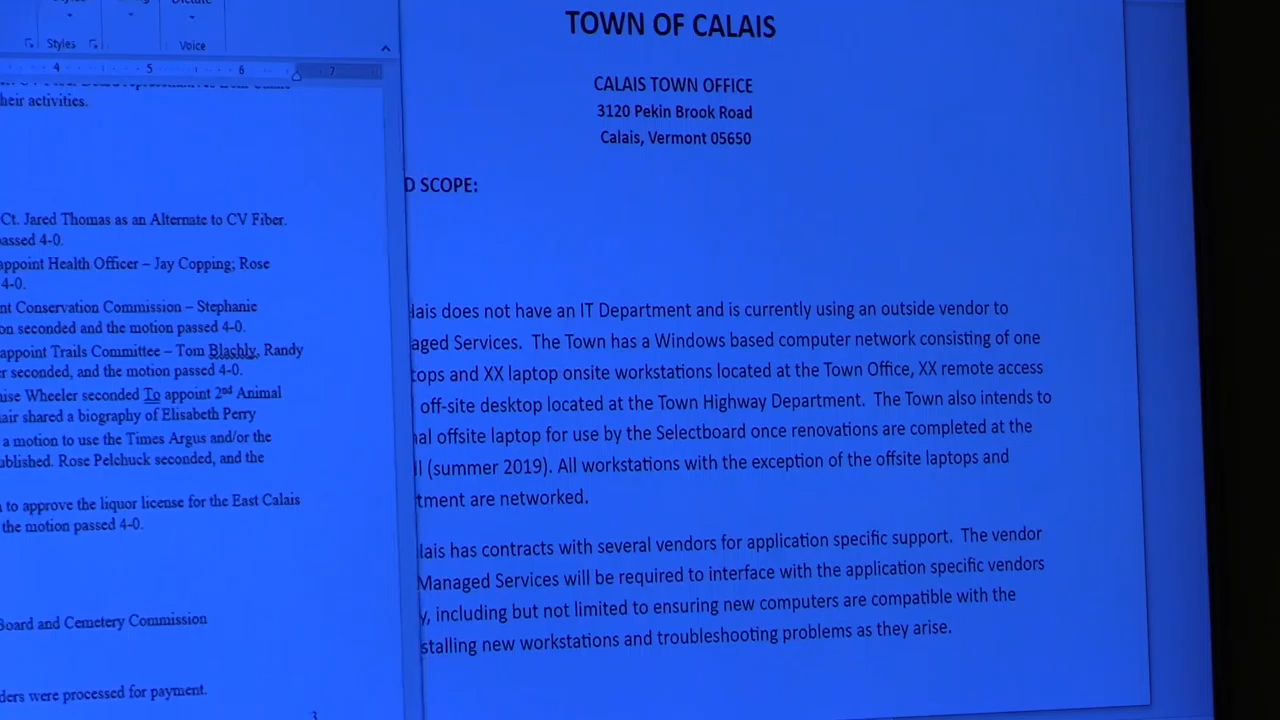 Styles
Voice
4 5 6 7
heir activities.
Ct. Jared Thomas as an Alternate to CV Fiber.
assed 4-0.
appoint Health Officer – Jay Copping; Rose
4-0.
nt Conservation Commission – Stephanie
on seconded and the motion passed 4-0.
appoint Trails Committee – Tom Blachly, Randy
r seconded, and the motion passed 4-0.
ise Wheeler seconded To appoint 2nd Animal
air shared a biography of Elisabeth Perry
a motion to use the Times Argus and/or the
ublished. Rose Pelchuck seconded, and the
to approve the liquor license for the East Calais
the motion passed 4-0.
Board and Cemetery Commission
ders were processed for payment.
3
TOWN OF CALAIS
CALAIS TOWN OFFICE
3120 Pekin Brook Road
Calais, Vermont 05650
D SCOPE:
lais does not have an IT Department and is currently using an outside vendor to
aged Services. The Town has a Windows based computer network consisting of one
tops and XX laptop onsite workstations located at the Town Office, XX remote access
off-site desktop located at the Town Highway Department. The Town also intends to
nal offsite laptop for use by the Selectboard once renovations are completed at the
ll (summer 2019). All workstations with the exception of the offsite laptops and
tment are networked.
lais has contracts with several vendors for application specific support. The vendor
Managed Services will be required to interface with the application specific vendors
y, including but not limited to ensuring new computers are compatible with the
stalling new workstations and troubleshooting problems as they arise.